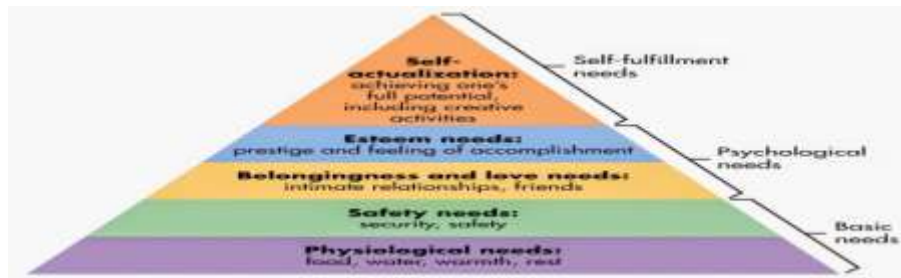 Self-
actualization:
achieving one's
full potential,
including creative
activities
Esteem needs:
prestige and feeling of accomplishment
Belongingness and love needs:
intimate relationships, friends
Safety needs:
security, safety
Physiological needs:
food, water, warmth, rest
Self-fulfillment
needs
Psychological
needs
Basic
needs